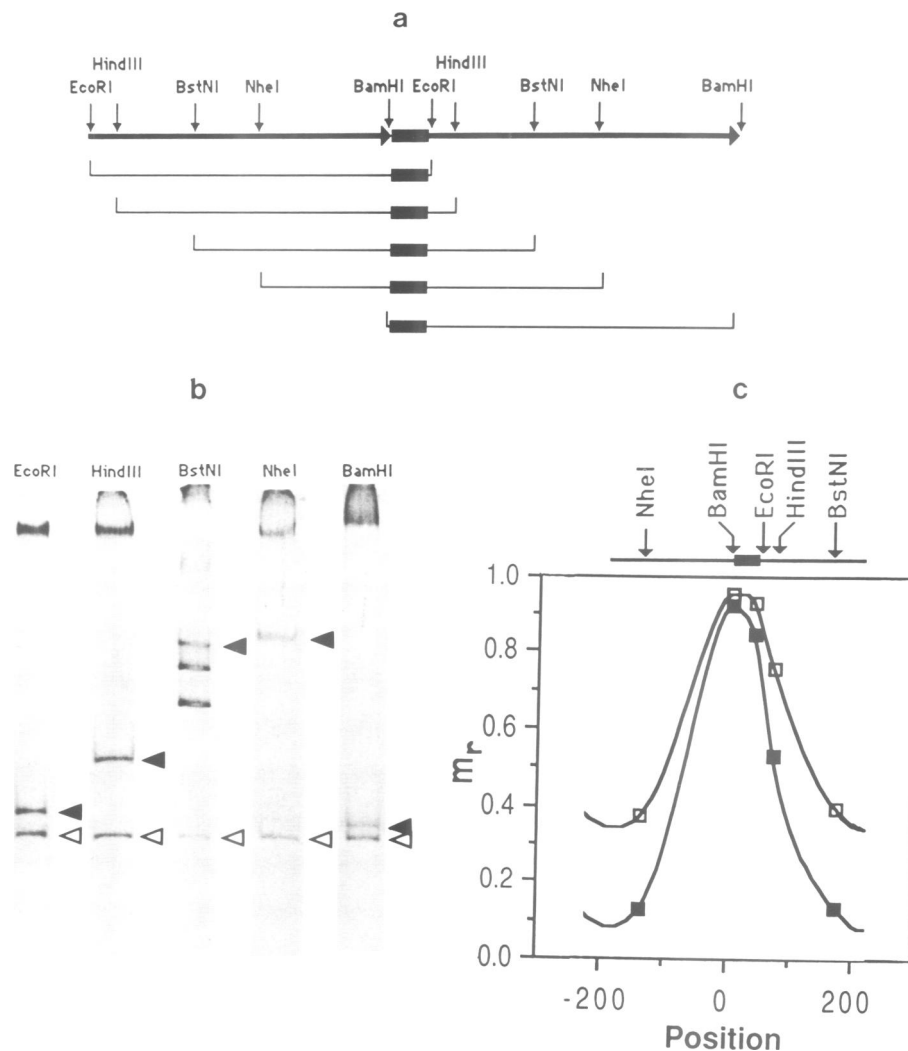 a
HindIII HindIII
EcoRI BstNI NheI BamHI EcoRI BstNI NheI BamHI
b
c
EcoRI HindIII BstNI NheI BamHI
NheI BamHI EcoRI HindIII BstNI
1.0
0.8
0.6
0.4
0.2
0.0
mr
-200 0 200
Position